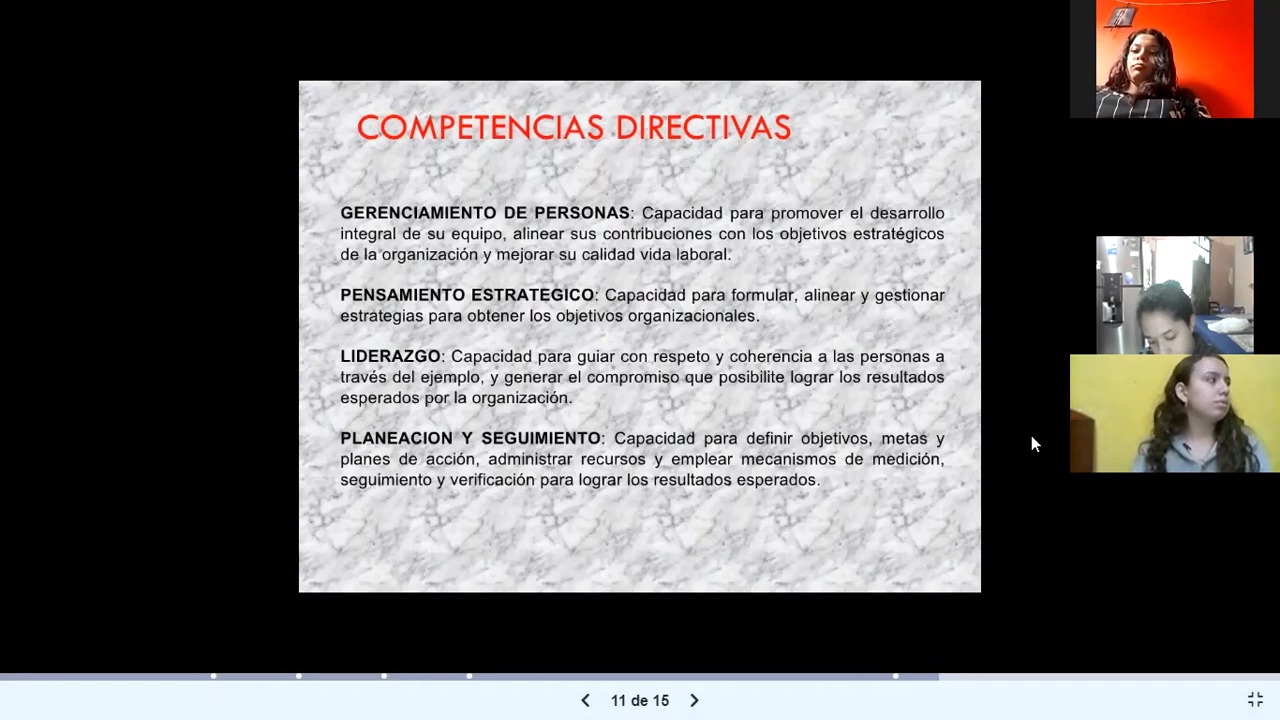 COMPETENCIAS DIRECTIVAS
GERENCIAMIENTO DE PERSONAS: Capacidad para promover el desarrollo
integral de su equipo, alinear sus contribuciones con los objetivos estratégicos
de la organización y mejorar su calidad vida laboral.
PENSAMIENTO ESTRATEGICO: Capacidad para formular, alinear y gestionar
estrategias para obtener los objetivos organizacionales.
LIDERAZGO: Capacidad para guiar con respeto y coherencia a las personas a
través del ejemplo, y generar el compromiso que posibilite lograr los resultados
esperados por la organización.
PLANEACION Y SEGUIMIENTO: Capacidad para definir objetivos, metas y
planes de acción, administrar recursos y emplear mecanismos de medición,
seguimiento y verificación para lograr los resultados esperados.
11 de 15